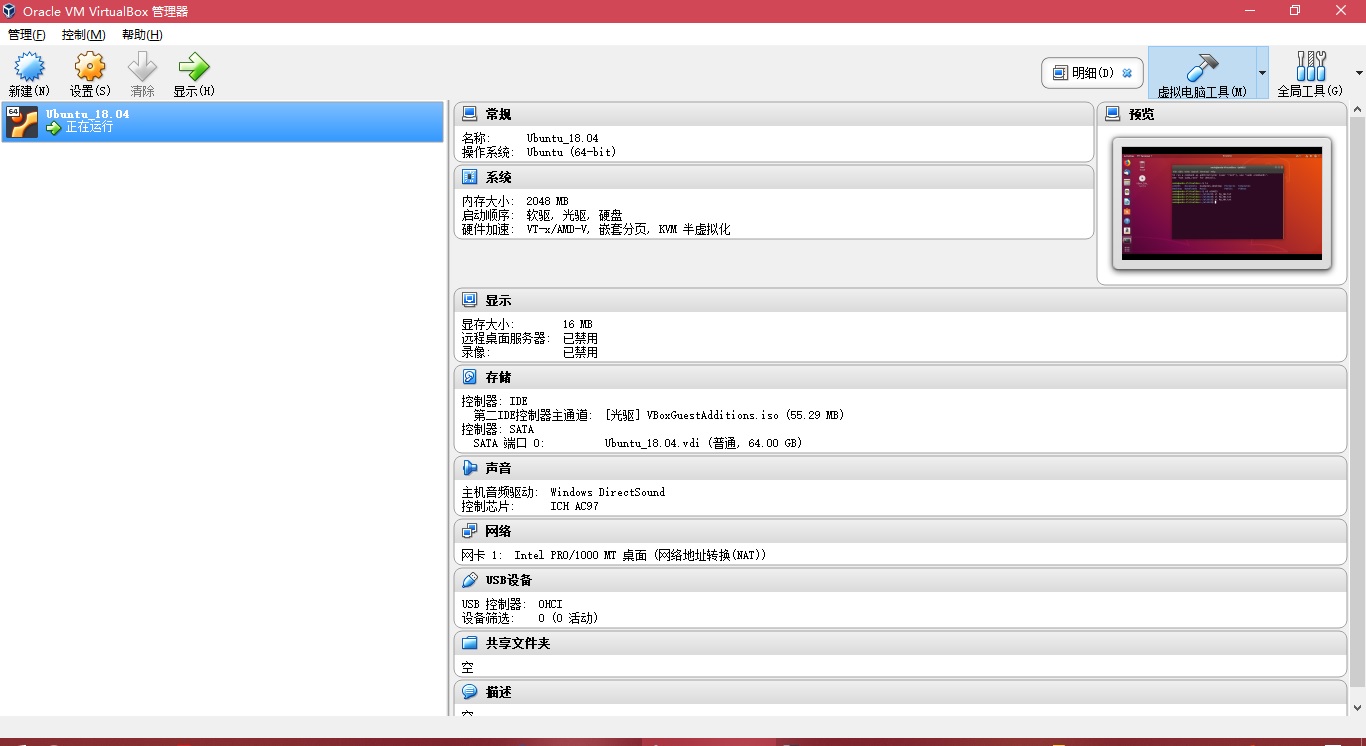 Oracle VM VirtualBox 管理器
管理(F) 控制(M) 帮助(H)
新建(N) 设置(S) 清除 显示(H) 明细(D) 虚拟电脑工具(M) 全局工具(G)
64 Ubuntu_18.04
正在运行
常规
名称: Ubuntu_18.04
操作系统: Ubuntu (64-bit)
预览
系统
内存大小: 2048 MB
启动顺序: 软驱, 光驱, 硬盘
硬件加速: VT-x/AMD-V, 嵌套分页, KVM 半虚拟化
显示
显存大小: 16 MB
远程桌面服务器: 已禁用
录像: 已禁用
存储
控制器: IDE
第二IDE控制器主通道: [光驱] VBoxGuestAdditions.iso (55.29 MB)
控制器: SATA
SATA 端口 0: Ubuntu_18.04.vdi (普通, 64.00 GB)
声音
主机音频驱动: Windows DirectSound
控制芯片: ICH AC97
网络
网卡 1: Intel PRO/1000 MT 桌面 (网络地址转换(NAT))
USB设备
USB 控制器: OHCI
设备筛选: 0 (0 活动)
共享文件夹
空
描述
空